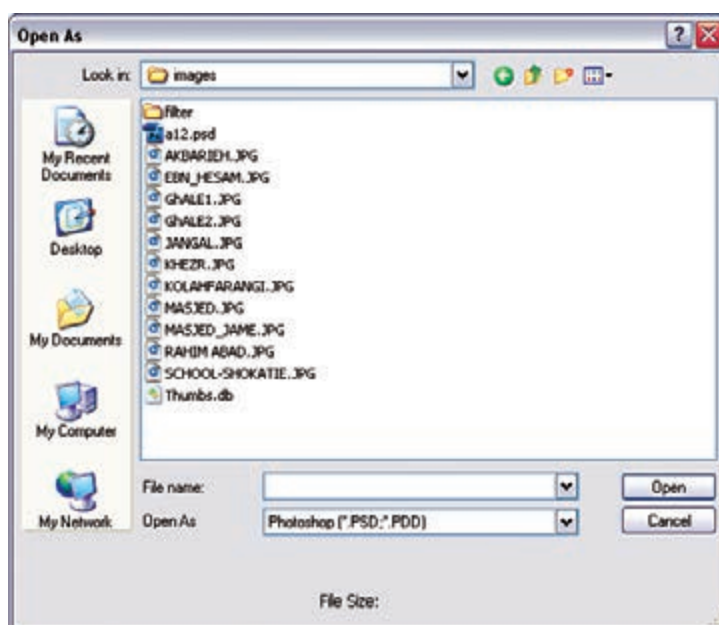 Open As
Look in: images
My Recent
Documents
Desktop
My Documents
My Computer
My Network
filter
a12.psd
AKBARIEH.JPG
EBN_HESAM.JPG
GhALE1.JPG
GhALE2.JPG
JANGAL.JPG
KHEZR.JPG
KOLAHFARANGI.JPG
MASJED.JPG
MASJED_JAME.JPG
RAHIM ABAD.JPG
SCHOOL-SHOKATIE.JPG
Thumbs.db
File name: Open
Open As Photoshop (*.PSD;*.PDD) Cancel
File Size: